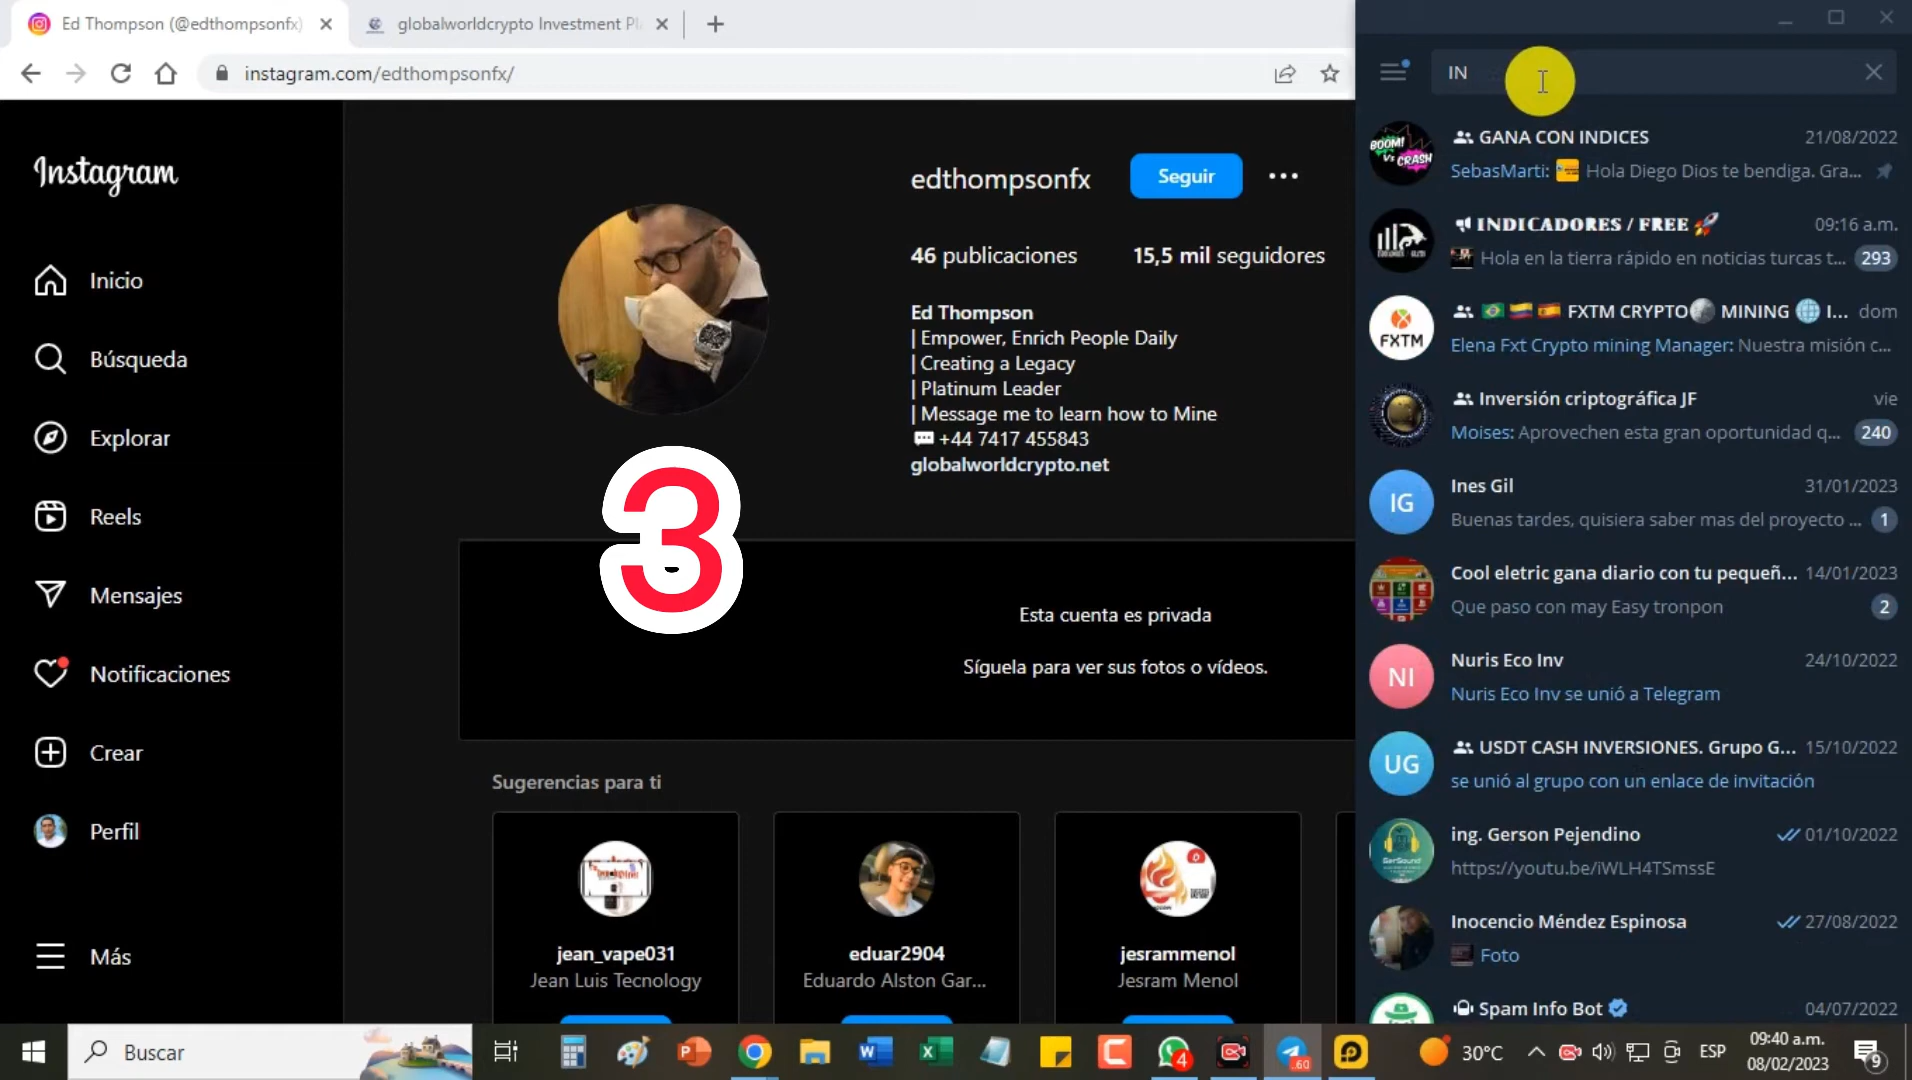 Ed Thompson (@edthompsonfx)
globalworldcrypto Investment Pl
instagram.com/edthompsonfx/
Instagram
Inicio
Búsqueda
Explorar
Reels
Mensajes
Notificaciones
Crear
Perfil
Más
edthompsonfx
Seguir
46 publicaciones
15,5 mil seguidores
Ed Thompson
| Empower, Enrich People Daily
| Creating a Legacy
| Platinum Leader
| Message me to learn how to Mine
💬 +44 7417 455843
globalworldcrypto.net
3
Esta cuenta es privada
Síguela para ver sus fotos o vídeos.
Sugerencias para ti
jean_vape031
Jean Luis Tecnology
eduar2904
Eduardo Alston Gar...
jesrammenol
Jesram Menol
IN
BOOM!
Vs CRASH
GANA CON INDICES
21/08/2022
SebasMarti: Hola Diego Dios te bendiga. Gra...
INDICADORES / FREE 🚀
09:16 a.m.
Hola en la tierra rápido en noticias turcas t...
293
FXTM
🇧🇷 🇨🇴 🇪🇸 FXTM CRYPTO MINING 🌐 I...
dom
Elena Fxt Crypto mining Manager: Nuestra misión c...
Inversión criptográfica JF
vie
Moises: Aprovechen esta gran oportunidad q...
240
IG
Ines Gil
31/01/2023
Buenas tardes, quisiera saber mas del proyecto ...
1
Cool eletric gana diario con tu pequeñ...
14/01/2023
Que paso con may Easy tronpon
2
NI
Nuris Eco Inv
24/10/2022
Nuris Eco Inv se unió a Telegram
UG
USDT CASH INVERSIONES. Grupo G...
15/10/2022
se unió al grupo con un enlace de invitación
GerSound
ing. Gerson Pejendino
01/10/2022
https://youtu.be/iWLH4TSmssE
Inocencio Méndez Espinosa
27/08/2022
Foto
Spam Info Bot
04/07/2022
Buscar
4
..60
30°C
ESP
09:40 a.m.
08/02/2023
9